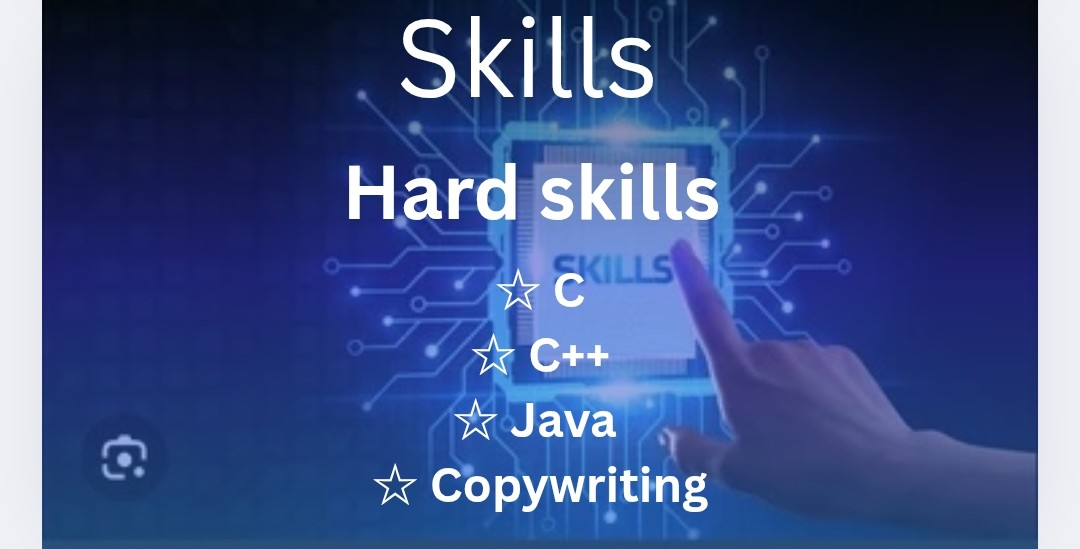 Skills
Hard skills
SKILLS
☆ C
☆ C++
☆ Java
☆ Copywriting